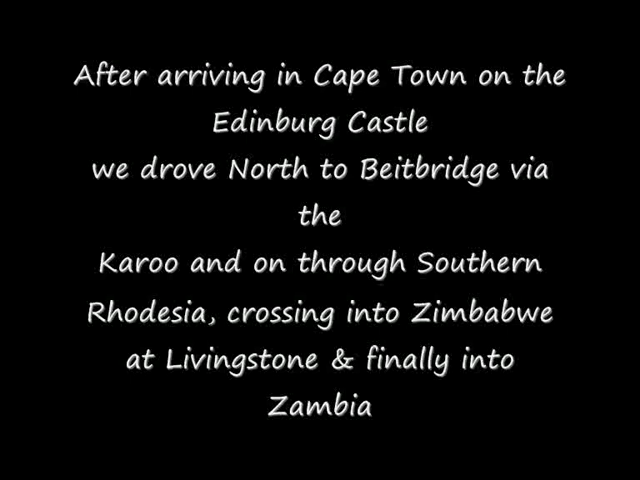 After arriving in Cape Town on the
Edinburg Castle
we drove North to Beitbridge via
the
Karoo and on through Southern
Rhodesia, crossing into Zimbabwe
at Livingstone & finally into
Zambia